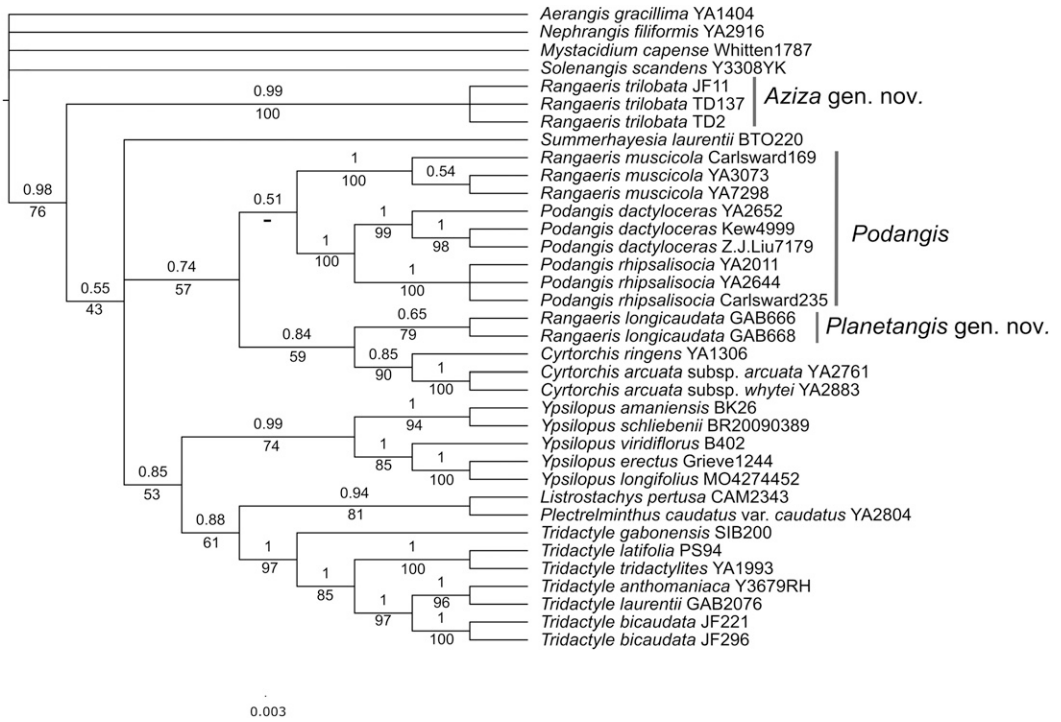 Aerangis gracillima YA1404
Nephrangis filiformis YA2916
Mystacidium capense Whitten1787
Solenangis scandens Y3308YK
0.99
100
Rangaeris trilobata JF11
Rangaeris trilobata TD137
Rangaeris trilobata TD2
Aziza gen. nov.
0.98
76
Summerhayesia laurentii BTO220
1
100
0.54
Rangaeris muscicola Carlsward169
Rangaeris muscicola YA3073
Rangaeris muscicola YA7298
0.51
-
1
99
1
98
1
100
Podangis dactyloceras YA2652
Podangis dactyloceras Kew4999
Podangis dactyloceras Z.J.Liu7179
Podangis
1
100
Podangis rhipsalisocia YA2011
Podangis rhipsalisocia YA2644
Podangis rhipsalisocia Carlsward235
0.74
57
0.55
43
0.65
79
Rangaeris longicaudata GAB666
Rangaeris longicaudata GAB668
Planetangis gen. nov.
0.84
59
0.85
90
1
100
Cyrtorchis ringens YA1306
Cyrtorchis arcuata subsp. arcuata YA2761
Cyrtorchis arcuata subsp. whytei YA2883
0.99
74
1
94
Ypsilopus amaniensis BK26
Ypsilopus schliebenii BR20090389
1
85
1
100
Ypsilopus viridiflorus B402
Ypsilopus erectus Grieve1244
Ypsilopus longifolius MO4274452
0.85
53
0.94
81
Listrostachys pertusa CAM2343
Plectrelminthus caudatus var. caudatus YA2804
0.88
61
1
97
Tridactyle gabonensis SIB200
1
85
1
100
Tridactyle latifolia PS94
Tridactyle tridactylites YA1993
1
97
1
96
Tridactyle anthomaniaca Y3679RH
Tridactyle laurentii GAB2076
1
100
Tridactyle bicaudata JF221
Tridactyle bicaudata JF296
0.003